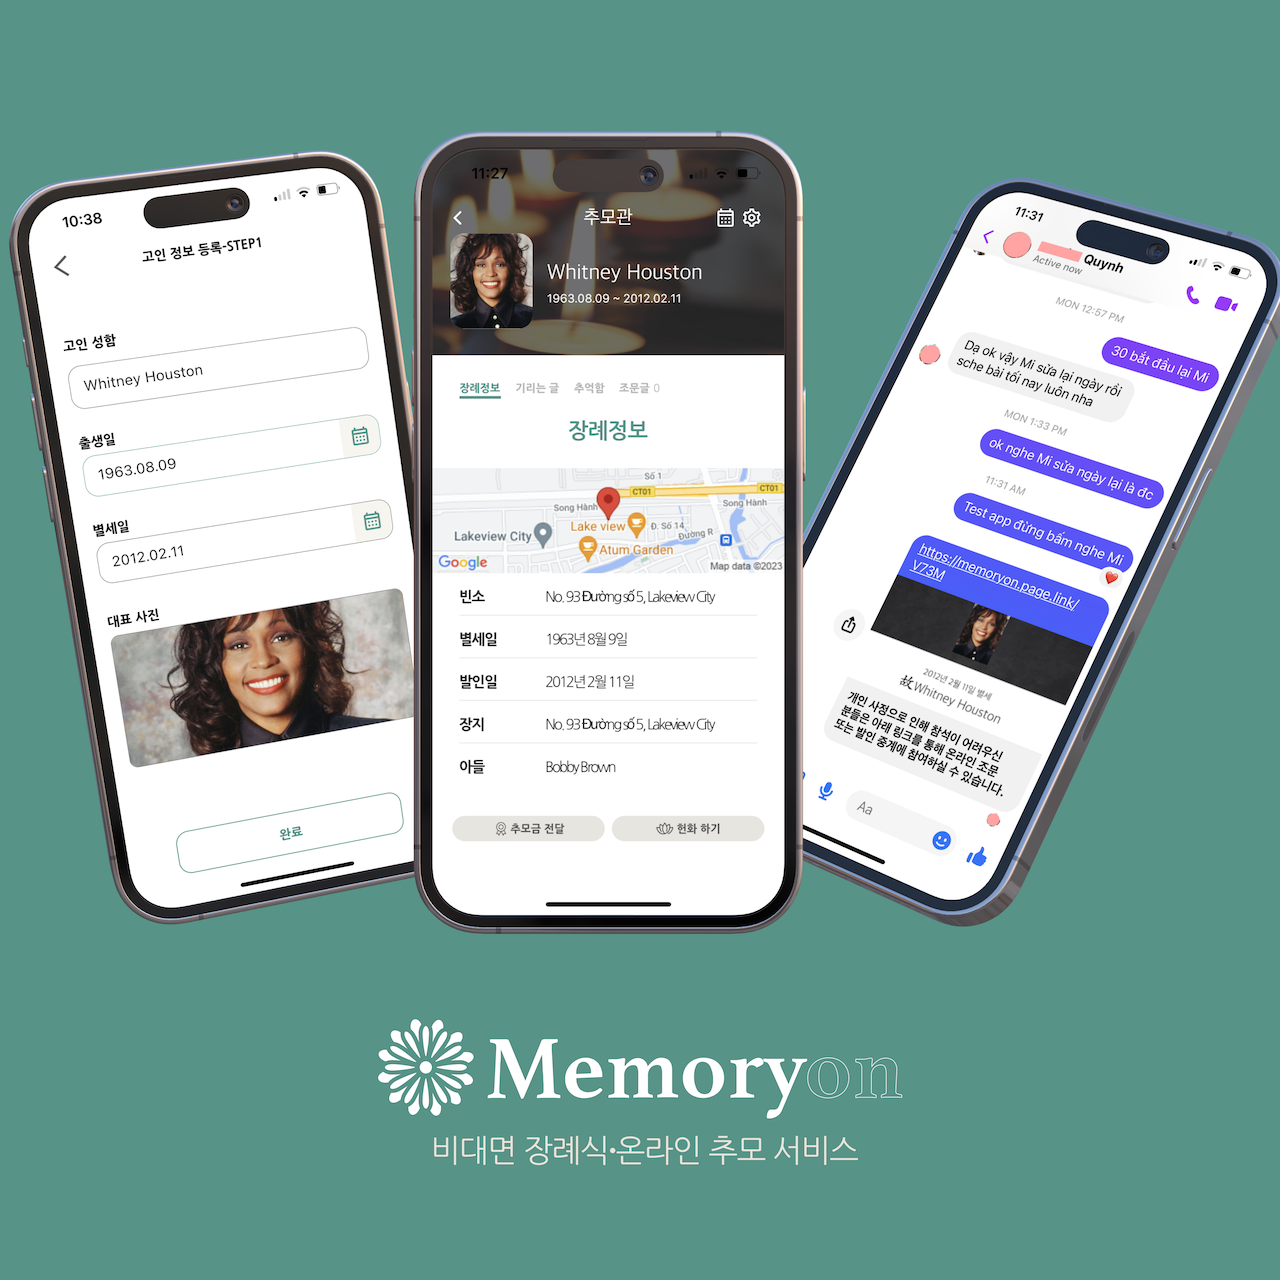 10:38
고인 정보 등록-STEP1
고인 성함
Whitney Houston
출생일
1963.08.09
별세일
2012.02.11
대표 사진
완료
11:27
추모관
Whitney Houston
1963.08.09 ~ 2012.02.11
장례정보 기리는 글 추억함 조문글 0
장례정보
Số 1
CT01
CT01
Song Hành
Song Hành
Lake view
Đ. Số 14
Lakeview City
Đường R
Atum Garden
Google
Map data ©2023
빈소 No. 93 Đường số 5, Lakeview City
별세일 1963년 8월 9일
발인일 2012년 2월 11일
장지 No. 93 Đường số 5, Lakeview City
아들 Bobby Brown
추모금 전달
헌화 하기
11:31
Quynh
Active now
MON 12:57 PM
30 bắt đầu lại Mi
Dạ ok vậy Mi sửa lại ngày rồi
sche bài tối nay luôn nha
MON 1:33 PM
ok nghe Mi sửa ngày lại là đc
11:31 AM
Test app đừng bấm nghe Mi
https://memoryon.page.link/
V73M
2012년 2월 11일 별세
故 Whitney Houston
개인 사정으로 인해 참석이 어려우신
분들은 아래 링크를 통해 온라인 조문
또는 발인 중계에 참여하실 수 있습니다.
Aa
Memoryon
비대면 장례식•온라인 추모 서비스